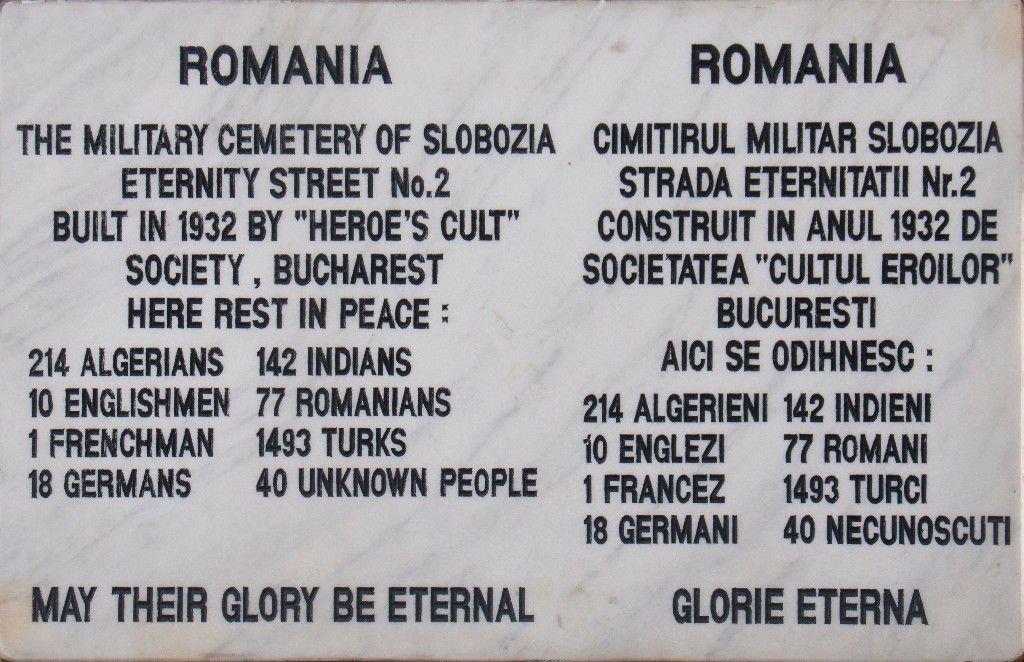 ROMANIA
THE MILITARY CEMETERY OF SLOBOZIA
ETERNITY STREET No.2
BUILT IN 1932 BY "HEROE'S CULT"
SOCIETY , BUCHAREST
HERE REST IN PEACE :
214 ALGERIANS 142 INDIANS
10 ENGLISHMEN 77 ROMANIANS
1 FRENCHMAN 1493 TURKS
18 GERMANS 40 UNKNOWN PEOPLE
MAY THEIR GLORY BE ETERNAL
ROMANIA
CIMITIRUL MILITAR SLOBOZIA
STRADA ETERNITATII Nr.2
CONSTRUIT IN ANUL 1932 DE
SOCIETATEA "CULTUL EROILOR"
BUCURESTI
AICI SE ODIHNESC :
214 ALGERIENI 142 INDIENI
10 ENGLEZI 77 ROMANI
1 FRANCEZ 1493 TURCI
18 GERMANI 40 NECUNOSCUTI
GLORIE ETERNA